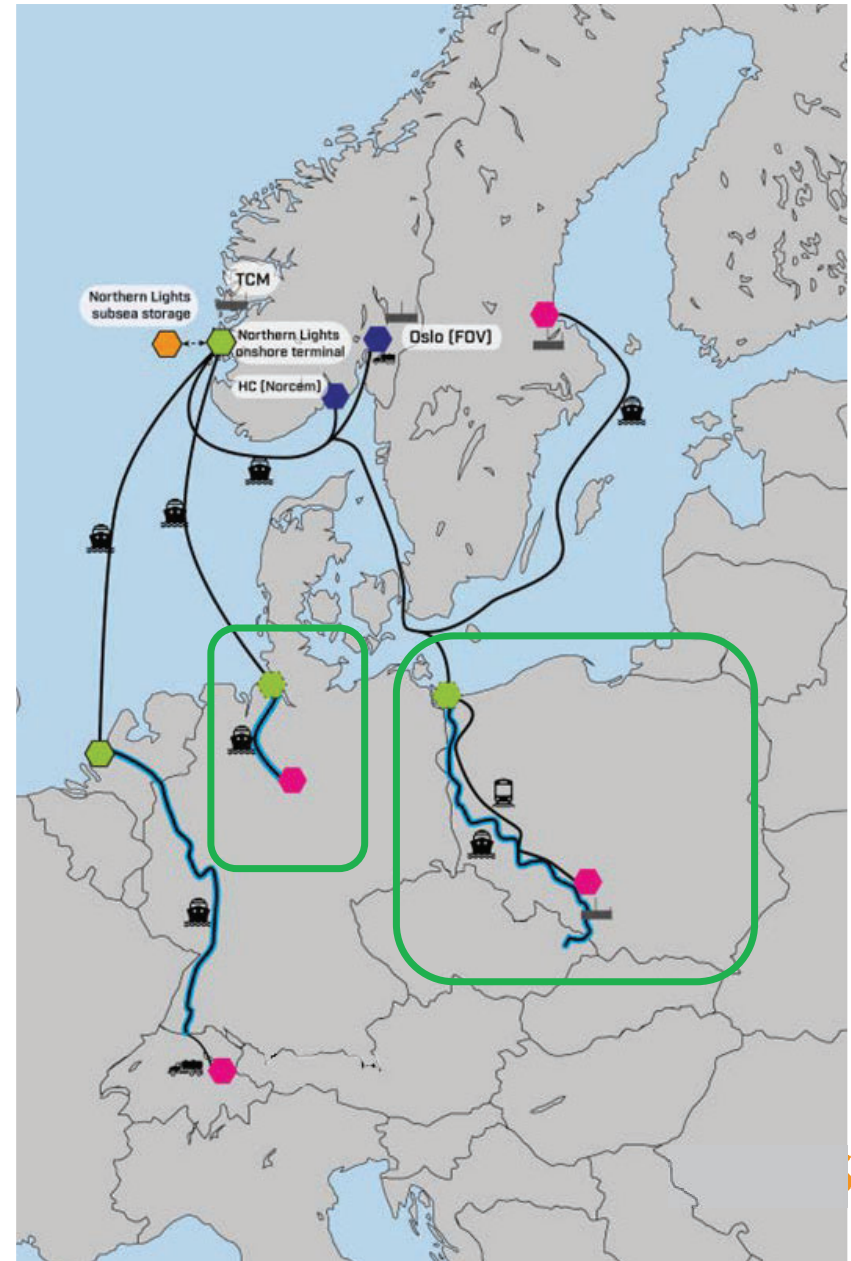 TCM
Northern Lights
subsea storage
Northern Lights
onshore terminal
Oslo (FOV)
HC (Norcem)